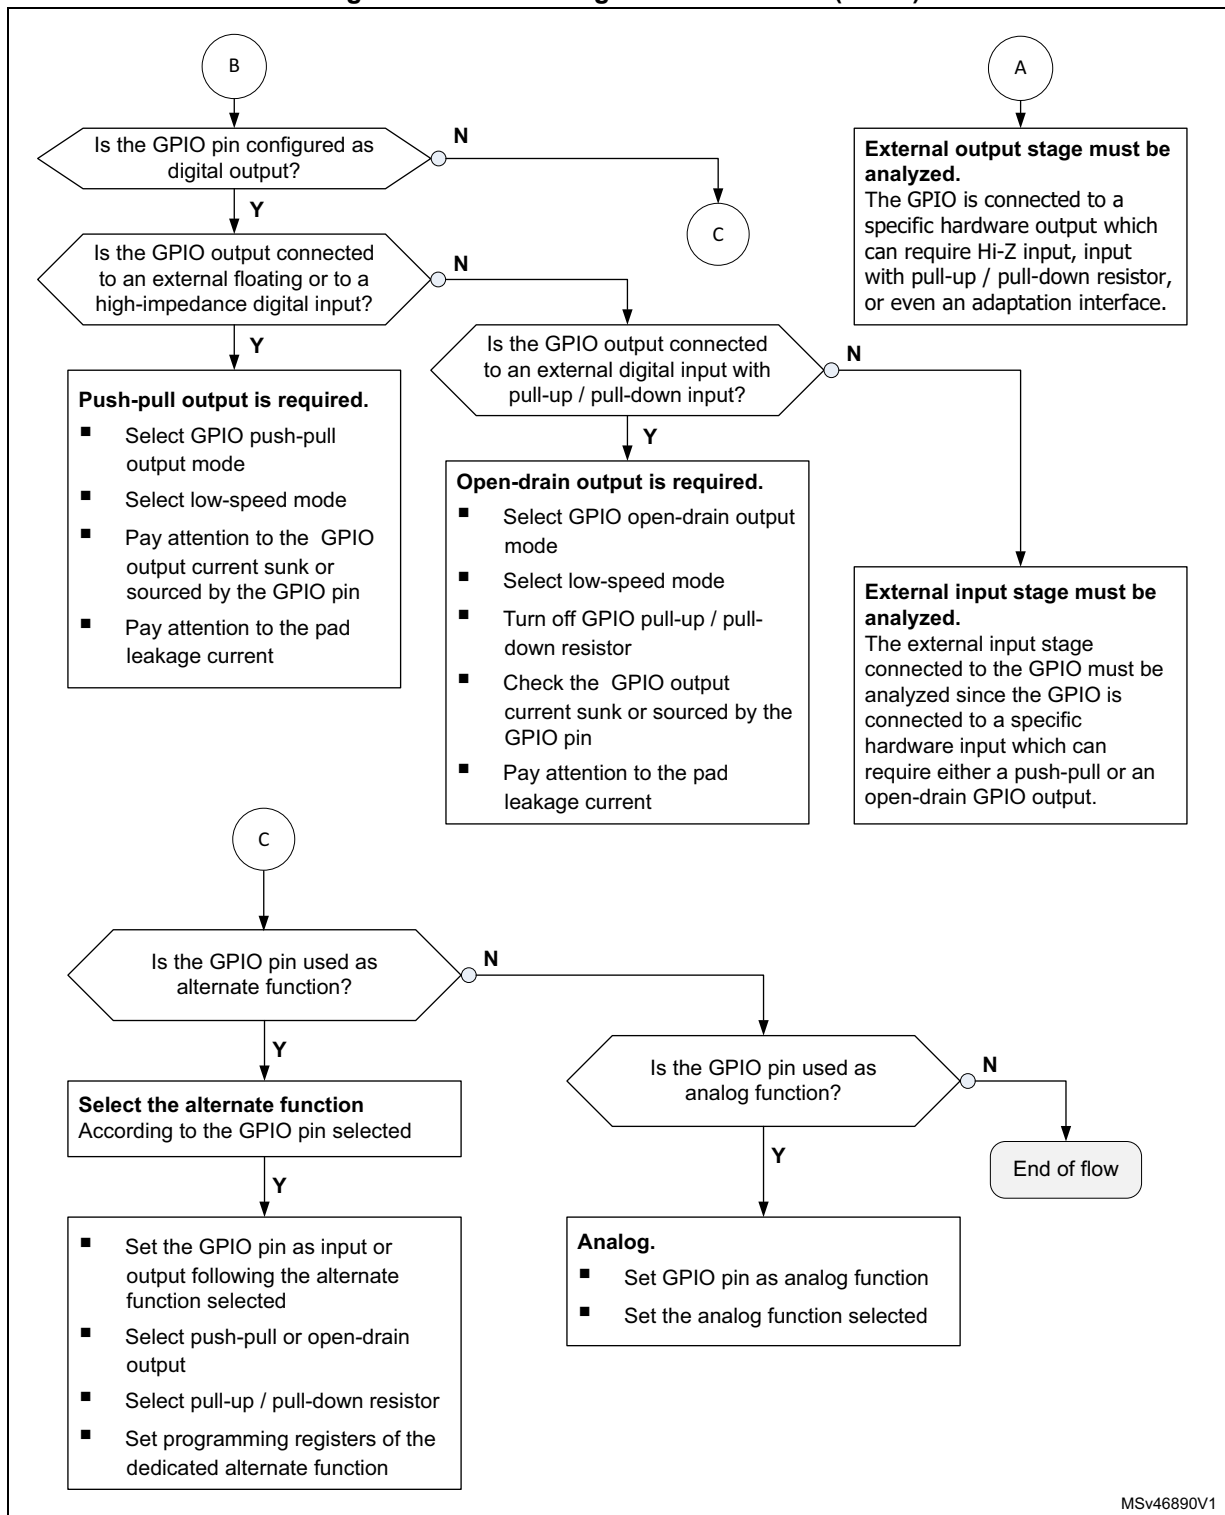 B
Is the GPIO pin configured as
digital output?
N
Y
C
Is the GPIO output connected
to an external floating or to a
high-impedance digital input?
N
Y
Push-pull output is required.
■ Select GPIO push-pull
output mode
■ Select low-speed mode
■ Pay attention to the GPIO
output current sunk or
sourced by the GPIO pin
■ Pay attention to the pad
leakage current
Is the GPIO output connected
to an external digital input with
pull-up / pull-down input?
N
Y
Open-drain output is required.
■ Select GPIO open-drain output
mode
■ Select low-speed mode
■ Turn off GPIO pull-up / pull-
down resistor
■ Check the GPIO output
current sunk or sourced by the
GPIO pin
■ Pay attention to the pad
leakage current
A
External output stage must be
analyzed.
The GPIO is connected to a
specific hardware output which
can require Hi-Z input, input
with pull-up / pull-down resistor,
or even an adaptation interface.
External input stage must be
analyzed.
The external input stage
connected to the GPIO must be
analyzed since the GPIO is
connected to a specific
hardware input which can
require either a push-pull or an
open-drain GPIO output.
C
Is the GPIO pin used as
alternate function?
N
Y
Select the alternate function
According to the GPIO pin selected
Y
■ Set the GPIO pin as input or
output following the alternate
function selected
■ Select push-pull or open-drain
output
■ Select pull-up / pull-down resistor
■ Set programming registers of the
dedicated alternate function
Is the GPIO pin used as
analog function?
N
Y
End of flow
Analog.
■ Set GPIO pin as analog function
■ Set the analog function selected
MSv46890V1